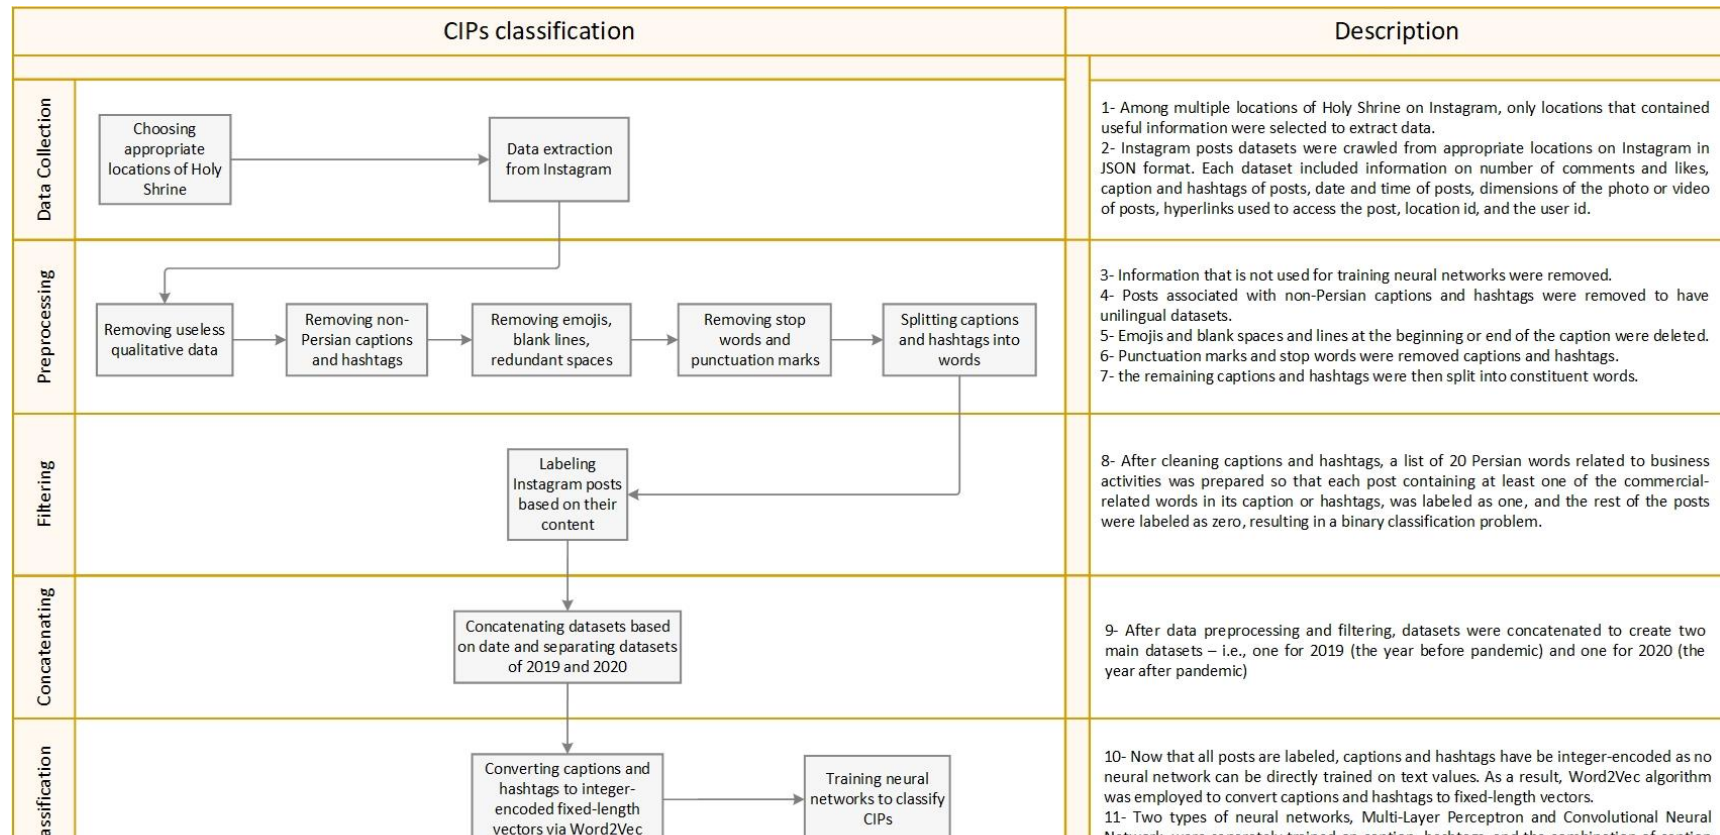 CIPs classification
Description
Data Collection
Choosing
appropriate
locations of Holy
Shrine
Data extraction
from Instagram
1- Among multiple locations of Holy Shrine on Instagram, only locations that contained
useful information were selected to extract data.
2- Instagram posts datasets were crawled from appropriate locations on Instagram in
JSON format. Each dataset included information on number of comments and likes,
caption and hashtags of posts, date and time of posts, dimensions of the photo or video
of posts, hyperlinks used to access the post, location id, and the user id.
Preprocessing
Removing useless
qualitative data
Removing non-
Persian captions
and hashtags
Removing emojis,
blank lines,
redundant spaces
Removing stop
words and
punctuation marks
Splitting captions
and hashtags into
words
3- Information that is not used for training neural networks were removed.
4- Posts associated with non-Persian captions and hashtags were removed to have
unilingual datasets.
5- Emojis and blank spaces and lines at the beginning or end of the caption were deleted.
6- Punctuation marks and stop words were removed captions and hashtags.
7- the remaining captions and hashtags were then split into constituent words.
Filtering
Labeling
Instagram posts
based on their
content
8- After cleaning captions and hashtags, a list of 20 Persian words related to business
activities was prepared so that each post containing at least one of the commercial-
related words in its caption or hashtags, was labeled as one, and the rest of the posts
were labeled as zero, resulting in a binary classification problem.
Concatenating
Concatenating datasets based
on date and separating datasets
of 2019 and 2020
9- After data preprocessing and filtering, datasets were concatenated to create two
main datasets – i.e., one for 2019 (the year before pandemic) and one for 2020 (the
year after pandemic)
assification
Converting captions and
hashtags to integer-
encoded fixed-length
vectors via Word2Vec
Training neural
networks to classify
CIPs
10- Now that all posts are labeled, captions and hashtags have be integer-encoded as no
neural network can be directly trained on text values. As a result, Word2Vec algorithm
was employed to convert captions and hashtags to fixed-length vectors.
11- Two types of neural networks, Multi-Layer Perceptron and Convolutional Neural
Network were separately trained on caption, hashtag and the combination of caption